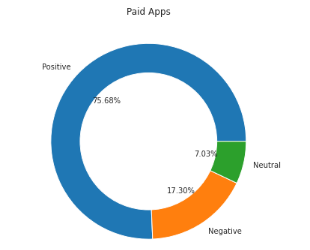 Paid Apps
Positive
75.68%
7.03%
Neutral
17.30%
Negative